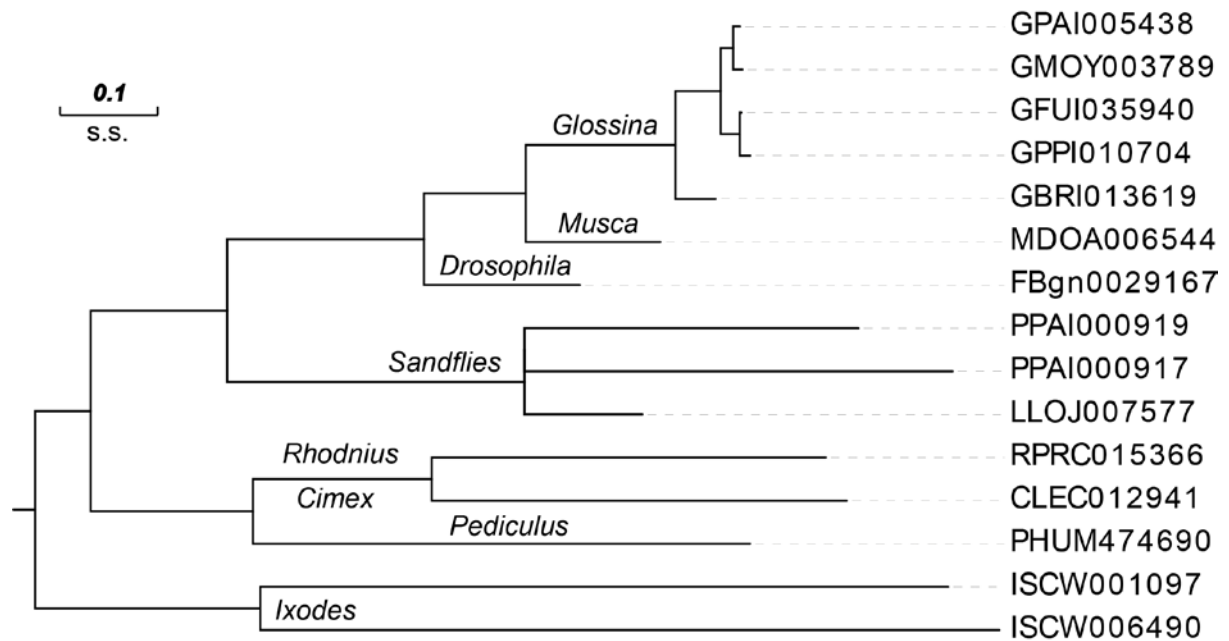 GPAI005438
0.1
GMOY003789
s.s.
GFUI035940
Glossina
GPPI010704
GBRI013619
Musca
MDOA006544
Drosophila
FBgn0029167
PPAI000919
Sandflies
PPAI000917
LLOJ007577
Rhodnius
RPRC015366
Cimex
CLEC012941
Pediculus
PHUM474690
ISCW001097
Ixodes
ISCW006490